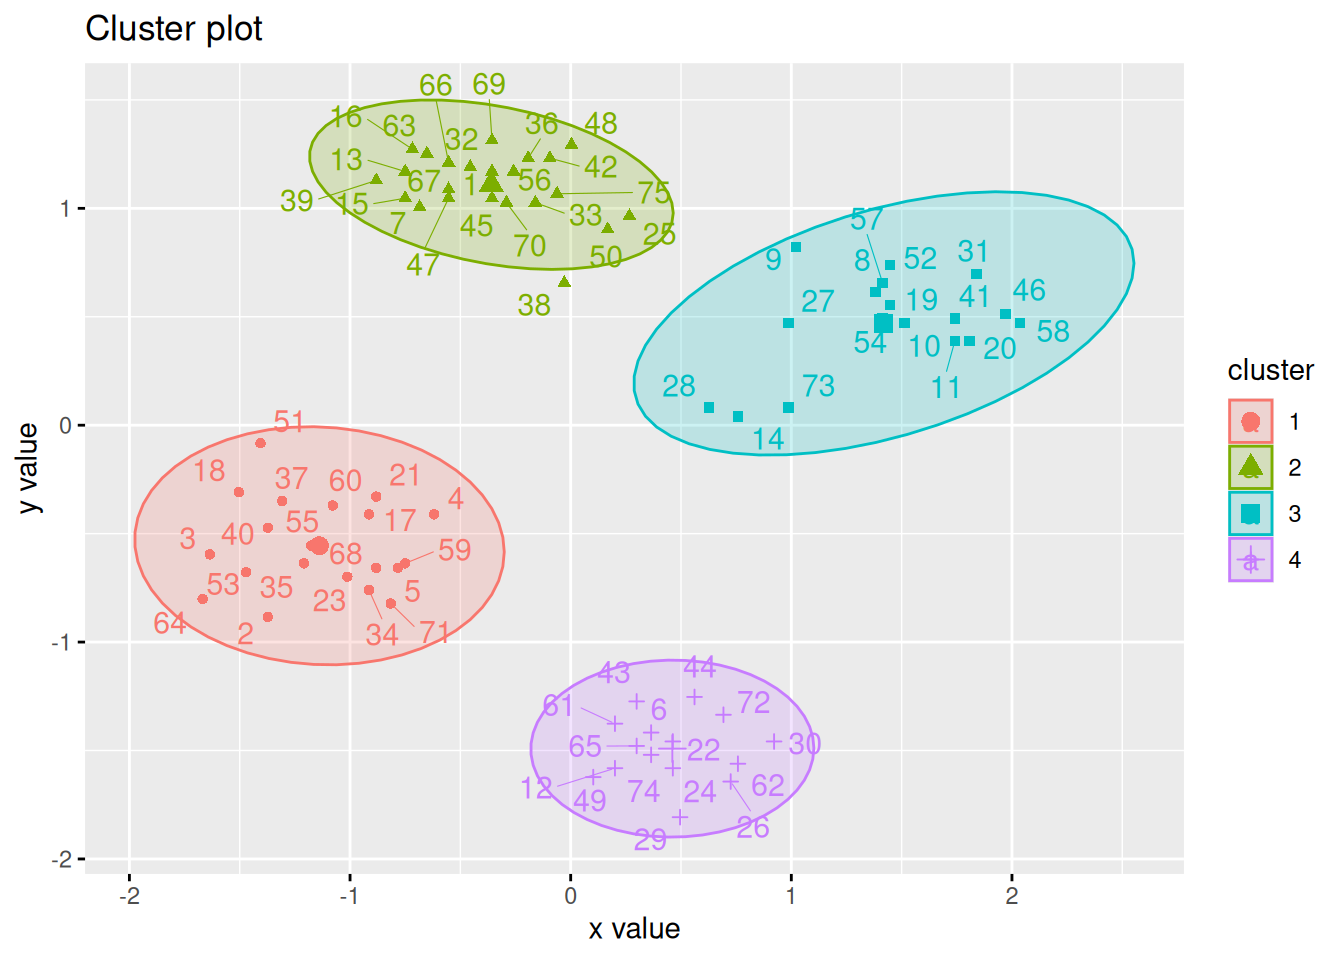 Cluster plot
66 69
16 63 32 36 48
13 67 1 56 42
39 15 7 45 70 33 75
47 50 25
38
57
9 8 52 31
27 19 41 46
54 10 20 58
11
28 73
14
51
18 37 60 21 4
3 40 55 17
68 59
53 35 23 5
64 2 34 71
43 44
61 6 72
65 22 30
12 49 74 24 62
29 26
1
0
-1
-2
y value
-2 -1 0 1 2
x value
cluster
1
2
3
4